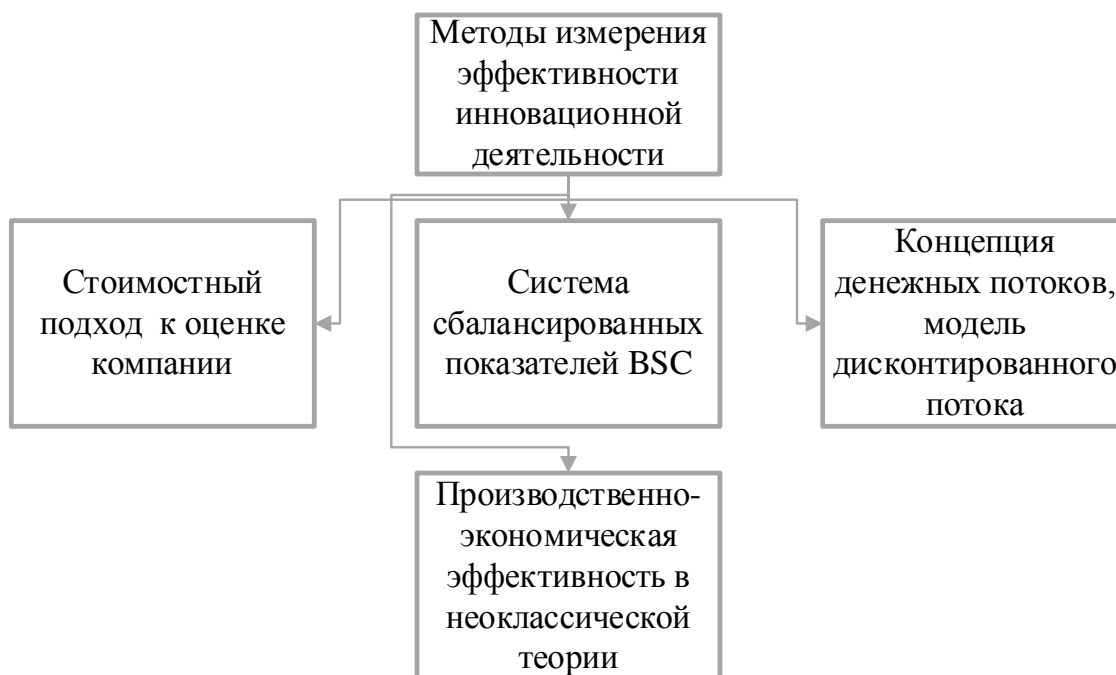 Методы измерения
эффективности
инновационной
деятельности
Стоимостный
подход к оценке
компании
Система
сбалансированных
показателей BSC
Концепция
денежных потоков,
модель
дисконтированного
потока
Производственно-
экономическая
эффективность в
неоклассической
теории